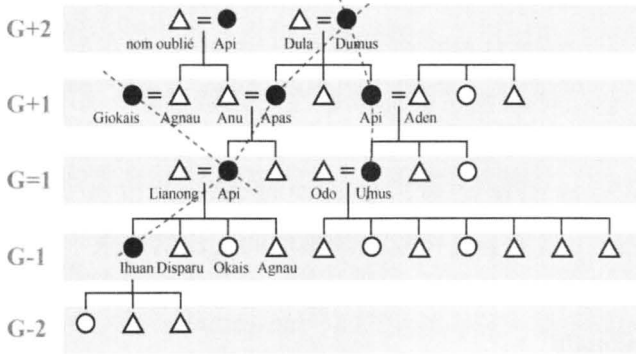 G+2
nom oublié Api Dula Dumus
G+1
Giokais Agnau Anu Apas Api Aden
G=1
Lianong Api Odo Uhus
G-1
Ihuan Disparu Okais Agnau
G-2